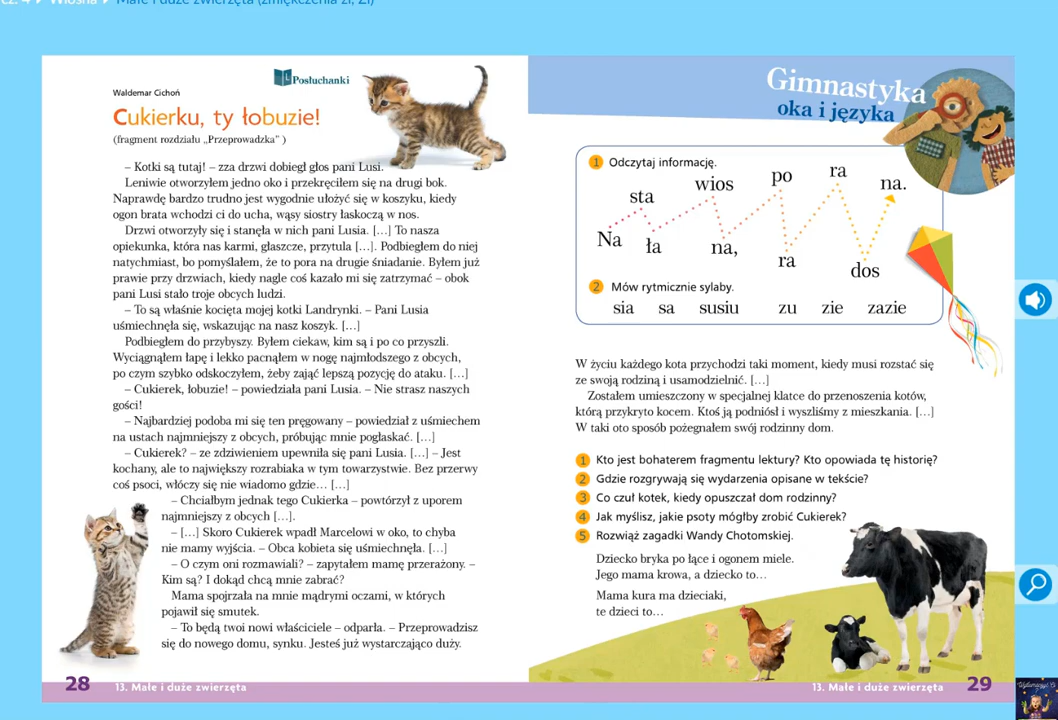 cz. 4 ▸ Wiosna ▸ Małe i duże zwierzęta (zmiękczenia zi, Zi)
Posłuchanki
Waldemar Cichoń
Cukierku, ty łobuzie!
(fragment rozdziału „Przeprowadzka" )
– Kotki są tutaj! – zza drzwi dobiegł głos pani Lusi.
Leniwie otworzyłem jedno oko i przekręciłem się na drugi bok.
Naprawdę bardzo trudno jest wygodnie ułożyć się w koszyku, kiedy
ogon brata wchodzi ci do ucha, wąsy siostry łaskoczą w nos.
Drzwi otworzyły się i stanęła w nich pani Lusia. [...] To nasza
opiekunka, która nas karmi, głaszcze, przytula [...]. Podbiegłem do niej
natychmiast, bo pomyślałem, że to pora na drugie śniadanie. Byłem już
prawie przy drzwiach, kiedy nagle coś kazało mi się zatrzymać – obok
pani Lusi stało troje obcych ludzi.
– To są właśnie kocięta mojej kotki Landrynki. – Pani Lusia
uśmiechnęła się, wskazując na nasz koszyk. [...]
Podbiegłem do przybyszy. Byłem ciekaw, kim są i po co przyszli.
Wyciągnąłem łapę i lekko pacnąłem w nogę najmłodszego z obcych,
po czym szybko odskoczyłem, żeby zająć lepszą pozycję do ataku. [...]
– Cukierek, łobuzie! – powiedziała pani Lusia. – Nie strasz naszych
gości!
– Najbardziej podoba mi się ten pręgowany – powiedział z uśmiechem
na ustach najmniejszy z obcych, próbując mnie pogłaskać. [...]
– Cukierek? – ze zdziwieniem upewniła się pani Lusia. [...] – Jest
kochany, ale to największy rozrabiaka w tym towarzystwie. Bez przerwy
coś psoci, włóczy się nie wiadomo gdzie... [...]
– Chciałbym jednak tego Cukierka – powtórzył z uporem
najmniejszy z obcych [...].
– [...] Skoro Cukierek wpadł Marcelowi w oko, to chyba
nie mamy wyjścia. – Obca kobieta się uśmiechnęła. [...]
– O czym oni rozmawiali? – zapytałem mamę przerażony. –
Kim są? I dokąd chcą mnie zabrać?
Mama spojrzała na mnie mądrymi oczami, w których
pojawił się smutek.
– To będą twoi nowi właściciele – odparła. – Przeprowadzisz
się do nowego domu, synku. Jesteś już wystarczająco duży.
28 13. Małe i duże zwierzęta
Gimnastyka
oka i języka
1 Odczytaj informację.
sta wios po ra na.
Na ła na, ra dos
2 Mów rytmicznie sylaby.
sia sa susiu zu zie zazie
W życiu każdego kota przychodzi taki moment, kiedy musi rozstać się
ze swoją rodziną i usamodzielnić. [...]
Zostałem umieszczony w specjalnej klatce do przenoszenia kotów,
którą przykryto kocem. Ktoś ją podniósł i wyszliśmy z mieszkania. [...]
W taki oto sposób pożegnałem swój rodzinny dom.
1 Kto jest bohaterem fragmentu lektury? Kto opowiada tę historię?
2 Gdzie rozgrywają się wydarzenia opisane w tekście?
3 Co czuł kotek, kiedy opuszczał dom rodzinny?
4 Jak myślisz, jakie psoty mógłby zrobić Cukierek?
5 Rozwiąż zagadki Wandy Chotomskiej.
Dziecko bryka po łące i ogonem miele.
Jego mama krowa, a dziecko to...
Mama kura ma dzieciaki,
te dzieci to...
13. Małe i duże zwierzęta 29